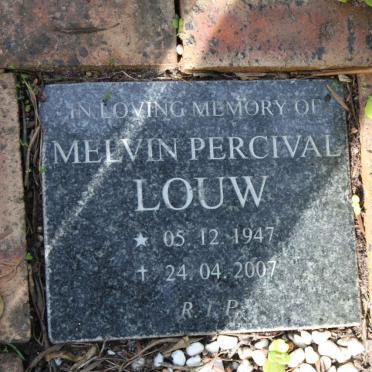 IN LOVING MEMORY OF
MELVIN PERCIVAL
LOUW
★ 05. 12. 1947
✝ 24. 04. 2007
R.I.P.